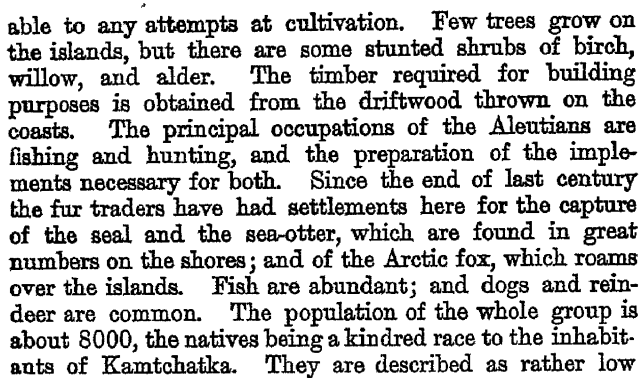 able to any attempts at cultivation. Few trees grow on
the islands, but there are some stunted shrubs of birch,
willow, and alder. The timber required for building
purposes is obtained from the driftwood thrown on the
coasts. The principal occupations of the Aleutians are
fishing and hunting, and the preparation of the imple-
ments necessary for both. Since the end of last century
the fur traders have had settlements here for the capture
of the seal and the sea-otter, which are found in great
numbers on the shores; and of the Arctic fox, which roams
over the islands. Fish are abundant; and dogs and rein-
deer are common. The population of the whole group is
about 8000, the natives being a kindred race to the inhabit-
ants of Kamtchatka. They are described as rather low